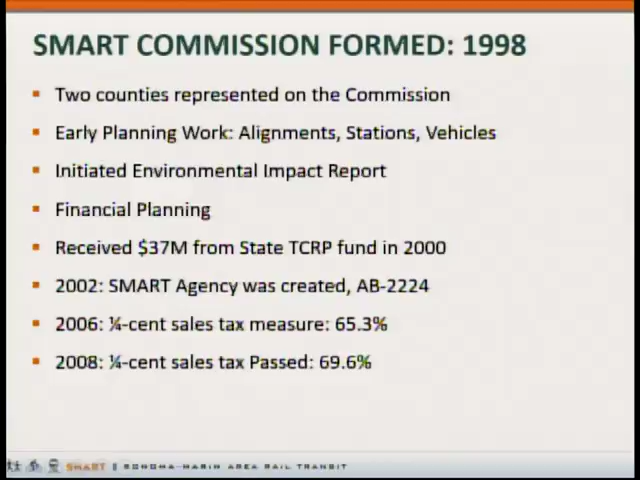 SMART COMMISSION FORMED: 1998
Two counties represented on the Commission
Early Planning Work: Alignments, Stations, Vehicles
Initiated Environmental Impact Report
Financial Planning
Received $37M from State TCRP fund in 2000
2002: SMART Agency was created, AB-2224
2006: ¼-cent sales tax measure: 65.3%
2008: ¼-cent sales tax Passed: 69.6%
SMART | SONOMA-MARIN AREA RAIL TRANSIT